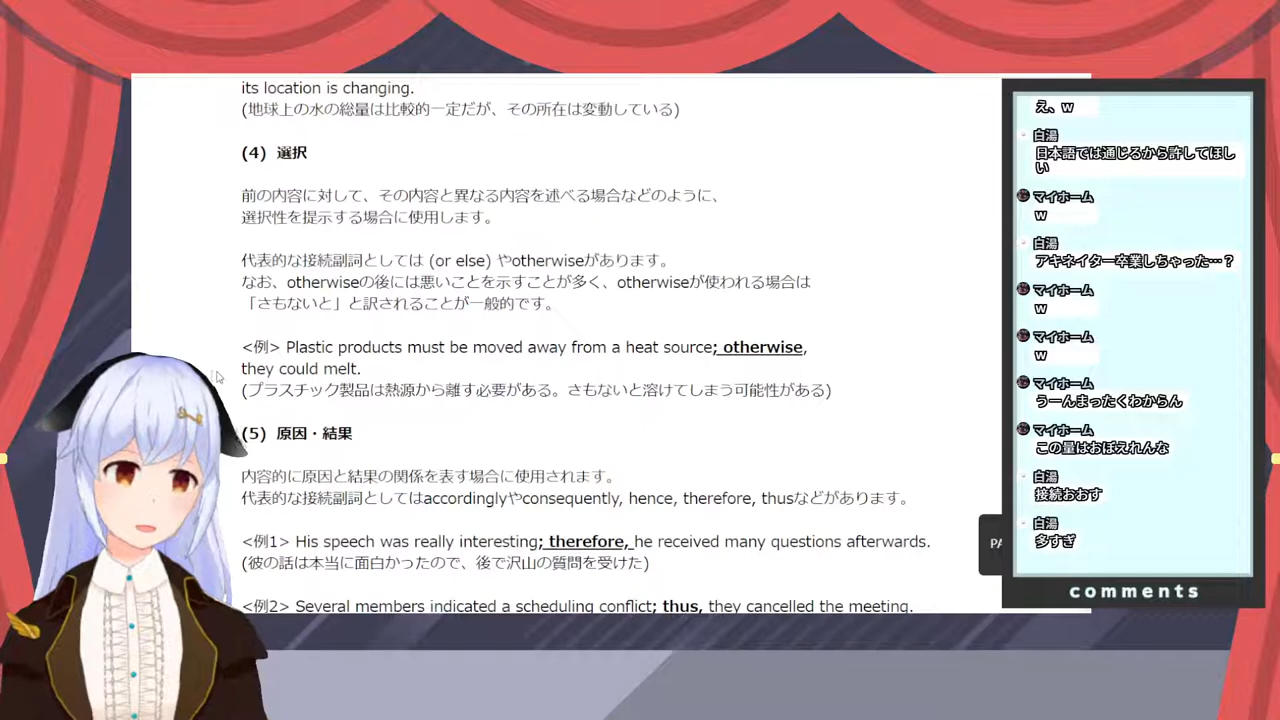 its location is changing.
(地球上の水の総量は比較的一定だが、その所在は変動している)
(4) 選択
前の内容に対して、その内容と異なる内容を述べる場合などのように、
選択性を提示する場合に使用します。
代表的な接続副詞としては (or else) やotherwiseがあります。
なお、otherwiseの後には悪いことを示すことが多く、otherwiseが使われる場合は
「さもないと」と訳されることが一般的です。
<例> Plastic products must be moved away from a heat source; otherwise,
they could melt.
(プラスチック製品は熱源から離す必要がある。さもないと溶けてしまう可能性がある)
(5) 原因・結果
内容的に原因と結果の関係を表す場合に使用されます。
代表的な接続副詞としてはaccordinglyやconsequently, hence, therefore, thusなどがあります。
<例1> His speech was really interesting; therefore, he received many questions afterwards.
(彼の話は本当に面白かったので、後で沢山の質問を受けた)
<例2> Several members indicated a scheduling conflict; thus, they cancelled the meeting.
PA
え、w
白湯
日本語では通じるから許してほし
い
マイホーム
w
白湯
アキネイター卒業しちゃった…？
マイホーム
w
マイホーム
w
マイホーム
うーんまったくわからん
マイホーム
この量はおぼえれんな
白湯
接続おおす
白湯
多すぎ
comments